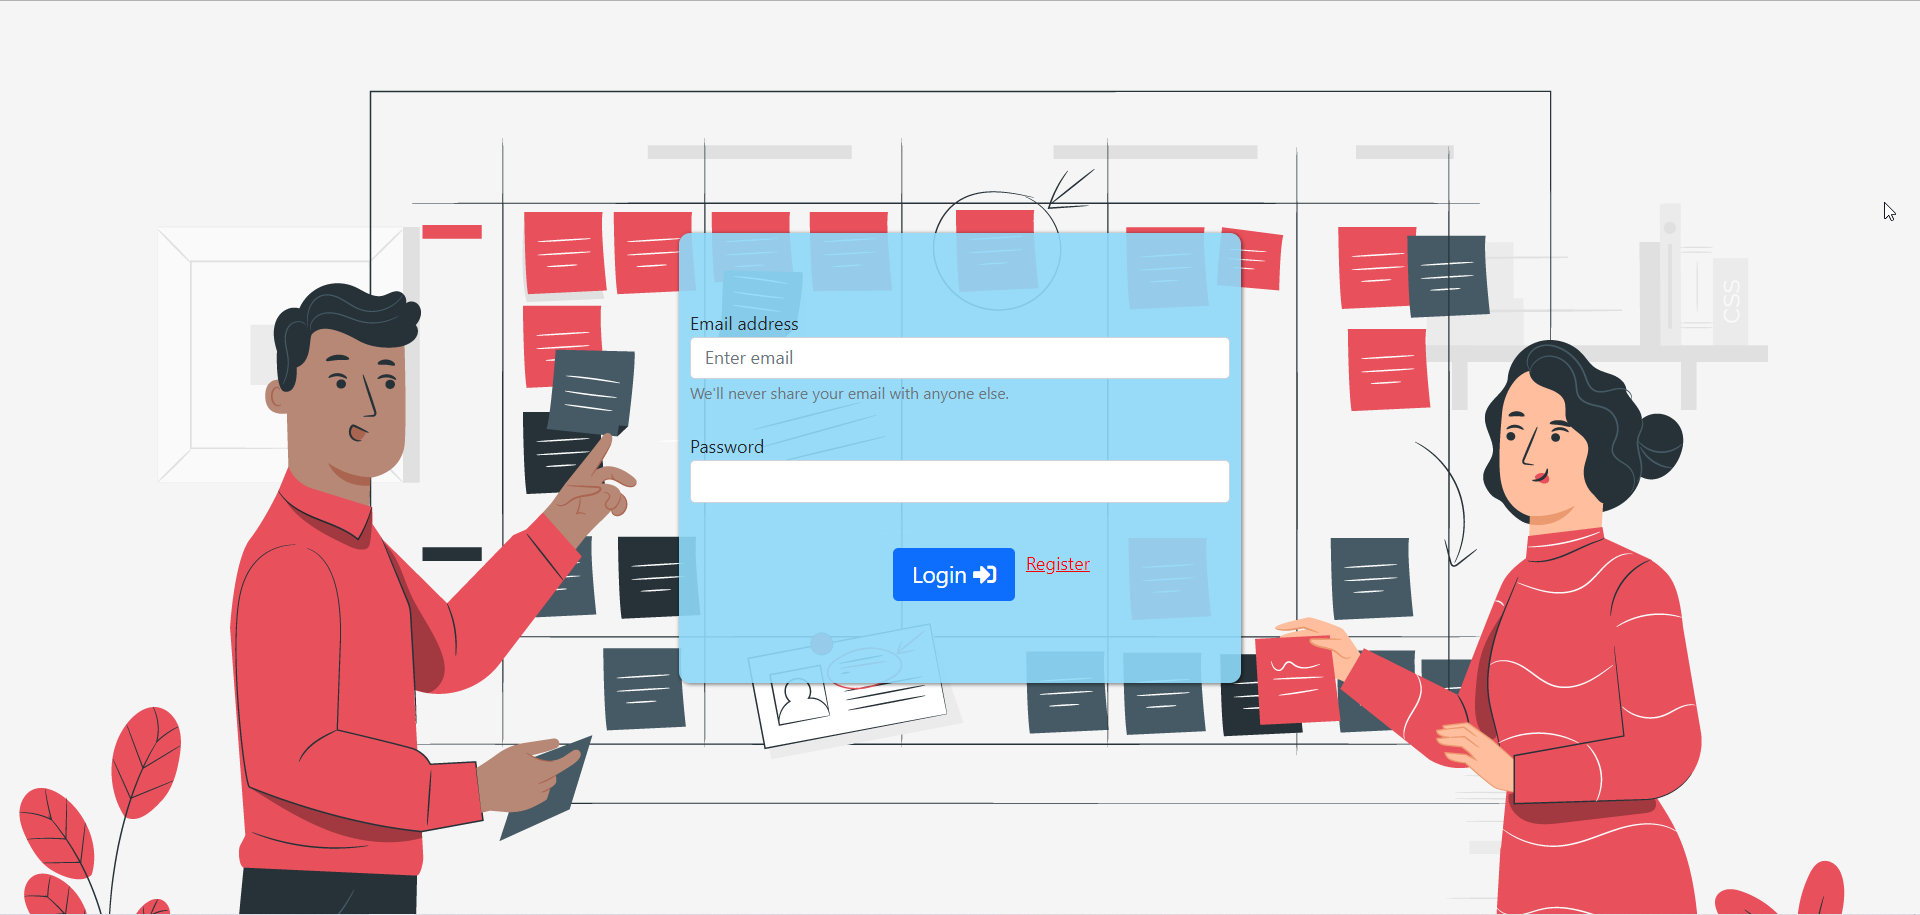 CSS
Email address
Enter email
We'll never share your email with anyone else.
Password
Login
Register